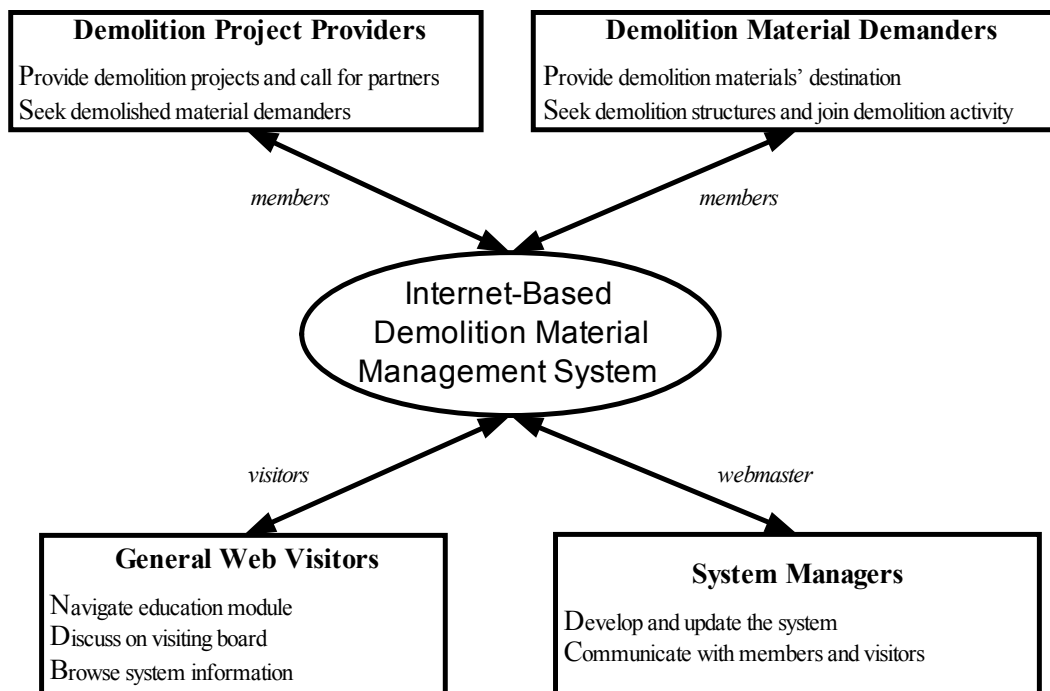 Demolition Project Providers
Provide demolition projects and call for partners
Seek demolished material demanders
Demolition Material Demanders
Provide demolition materials’ destination
Seek demolition structures and join demolition activity
members
members
Internet-Based
Demolition Material
Management System
visitors
webmaster
General Web Visitors
Navigate education module
Discuss on visiting board
Browse system information
System Managers
Develop and update the system
Communicate with members and visitors